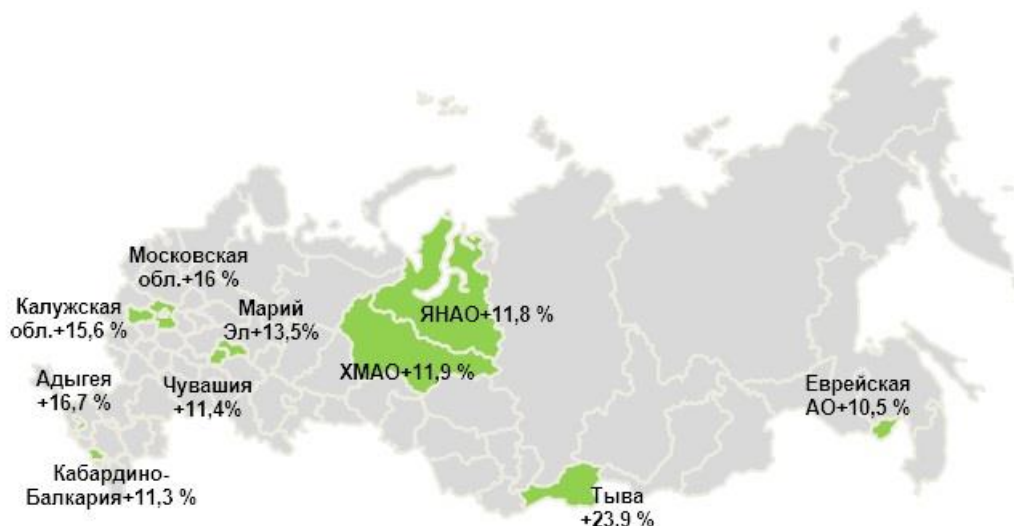 Московская
обл.+16 %
Калужская
обл.+15,6 %
Марий
Эл+13,5%
ЯНАО+11,8 %
ХМАО+11,9 %
Адыгея
+16,7 %
Чувашия
+11,4%
Еврейская
АО+10,5 %
Кабардино-
Балкария+11,3 %
Тыва
+23,9 %